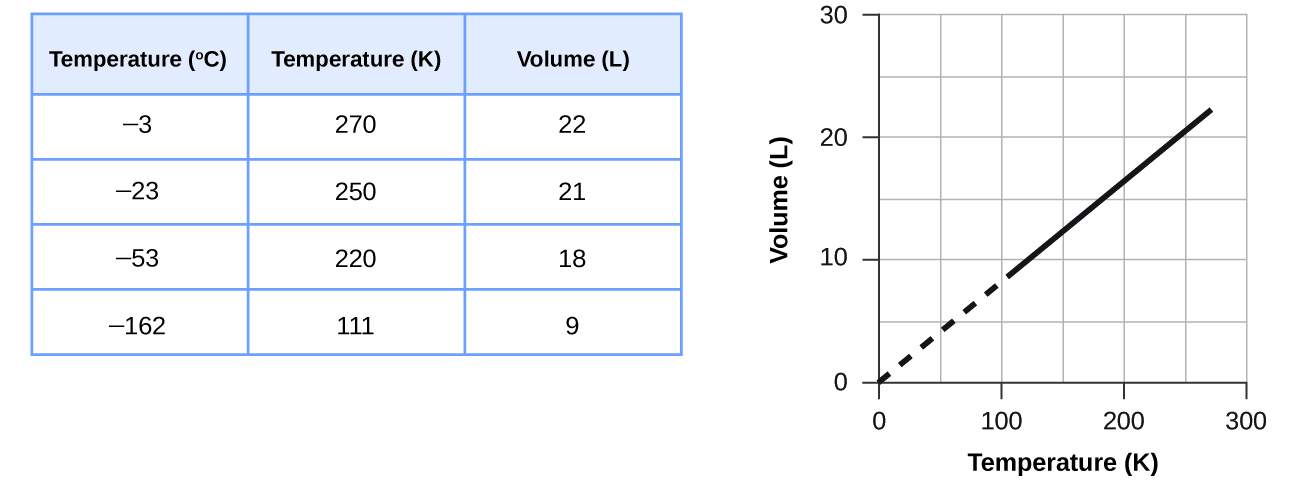 Temperature (ºC) Temperature (K) Volume (L)
–3 270 22
–23 250 21
–53 220 18
–162 111 9
30
20
10
0
Volume (L)
0 100 200 300
Temperature (K)